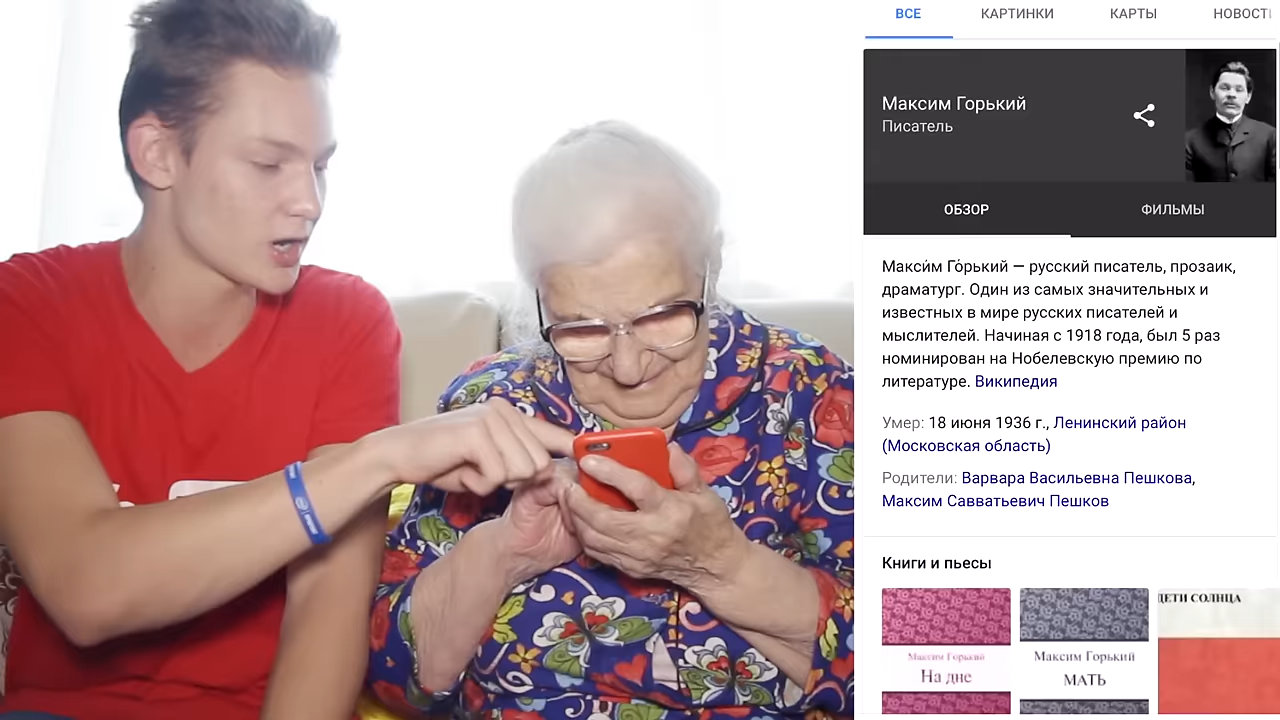 ВСЕ КАРТИНКИ КАРТЫ НОВОСТ
Максим Горький
Писатель
ОБЗОР ФИЛЬМЫ
Макси́м Го́рький — русский писатель, прозаик,
драматург. Один из самых значительных и
известных в мире русских писателей и
мыслителей. Начиная с 1918 года, был 5 раз
номинирован на Нобелевскую премию по
литературе. Википедия
Умер: 18 июня 1936 г., Ленинский район
(Московская область)
Родители: Варвара Васильевна Пешкова,
Максим Савватьевич Пешков
Книги и пьесы
ДЕТИ СОЛНЦА
Максим Горький Максим Горький
На дне МАТЬ